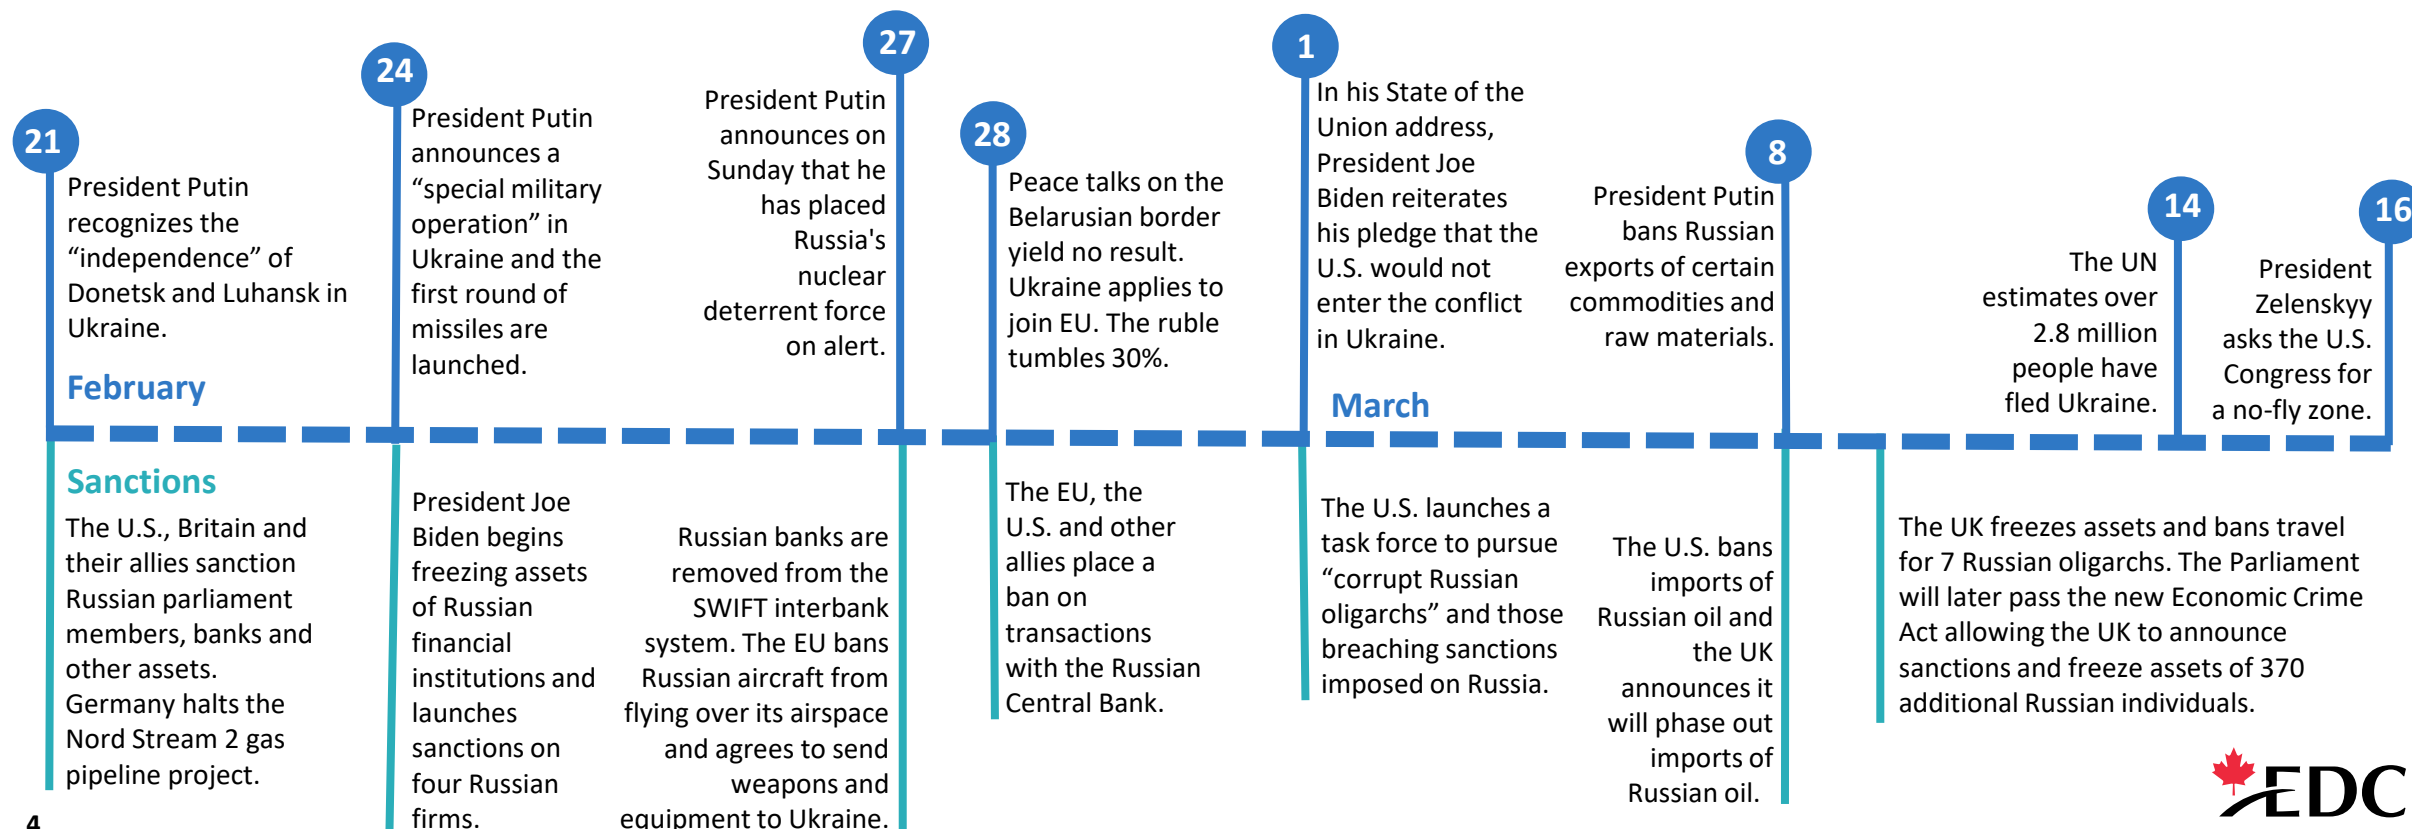 21
President Putin
recognizes the
“independence” of
Donetsk and Luhansk in
Ukraine.
24
President Putin
announces a
“special military
operation” in
Ukraine and the
first round of
missiles are
launched.
27
President Putin
announces on
Sunday that he
has placed
Russia's
nuclear
deterrent force
on alert.
28
Peace talks on the
Belarusian border
yield no result.
Ukraine applies to
join EU. The ruble
tumbles 30%.
1
In his State of the
Union address,
President Joe
Biden reiterates
his pledge that the
U.S. would not
enter the conflict
in Ukraine.
8
President Putin
bans Russian
exports of certain
commodities and
raw materials.
14
The UN
estimates over
2.8 million
people have
fled Ukraine.
16
President
Zelenskyy
asks the U.S.
Congress for
a no-fly zone.
February
March
Sanctions
The U.S., Britain and
their allies sanction
Russian parliament
members, banks and
other assets.
Germany halts the
Nord Stream 2 gas
pipeline project.
President Joe
Biden begins
freezing assets
of Russian
financial
institutions and
launches
sanctions on
four Russian
firms.
Russian banks are
removed from the
SWIFT interbank
system. The EU bans
Russian aircraft from
flying over its airspace
and agrees to send
weapons and
equipment to Ukraine.
The EU, the
U.S. and other
allies place a
ban on
transactions
with the Russian
Central Bank.
The U.S. launches a
task force to pursue
“corrupt Russian
oligarchs” and those
breaching sanctions
imposed on Russia.
The U.S. bans
imports of
Russian oil and
the UK
announces it
will phase out
imports of
Russian oil.
The UK freezes assets and bans travel
for 7 Russian oligarchs. The Parliament
will later pass the new Economic Crime
Act allowing the UK to announce
sanctions and freeze assets of 370
additional Russian individuals.
4
EDC